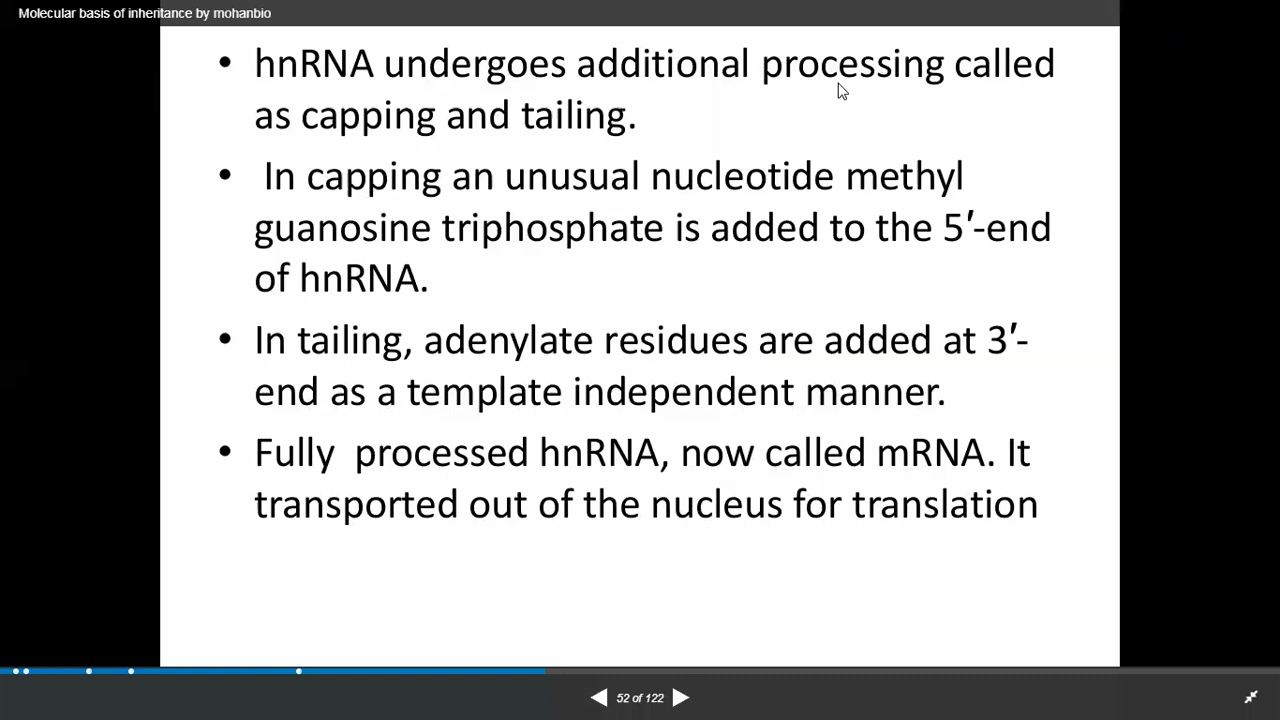 Molecular basis of inheritance by mohanbio
• hnRNA undergoes additional processing called
as capping and tailing.
• In capping an unusual nucleotide methyl
guanosine triphosphate is added to the 5′-end
of hnRNA.
• In tailing, adenylate residues are added at 3′-
end as a template independent manner.
• Fully processed hnRNA, now called mRNA. It
transported out of the nucleus for translation
52 of 122